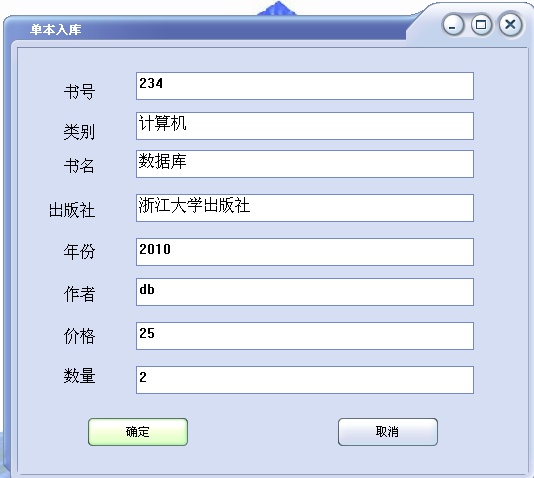 单本入库
书号 234
类别 计算机
书名 数据库
出版社 浙江大学出版社
年份 2010
作者 db
价格 25
数量 2
确定 取消